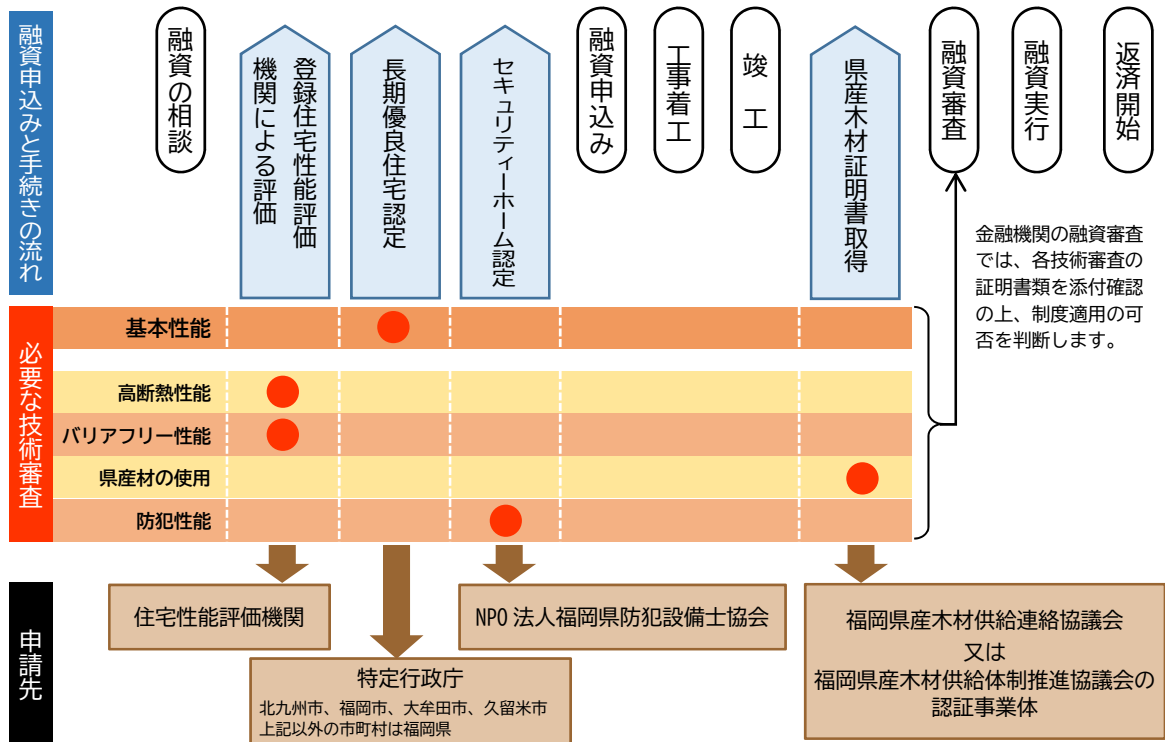 融資申込みと手続きの流れ
融資の相談
登録住宅性能評価
機関による評価
長期優良住宅認定
セキュリティーホーム認定
融資申込み
工事着工
竣工
県産木材証明書取得
融資審査
融資実行
返済開始
金融機関の融資審査
では、各技術審査の
証明書類を添付確認
の上、制度適用の可
否を判断します。
必要な技術審査
基本性能
高断熱性能
バリアフリー性能
県産材の使用
防犯性能
申請先
住宅性能評価機関
特定行政庁
北九州市、福岡市、大牟田市、久留米市
上記以外の市町村は福岡県
NPO法人福岡県防犯設備士協会
福岡県産木材供給連絡協議会
又は
福岡県産木材供給体制推進協議会の
認証事業体